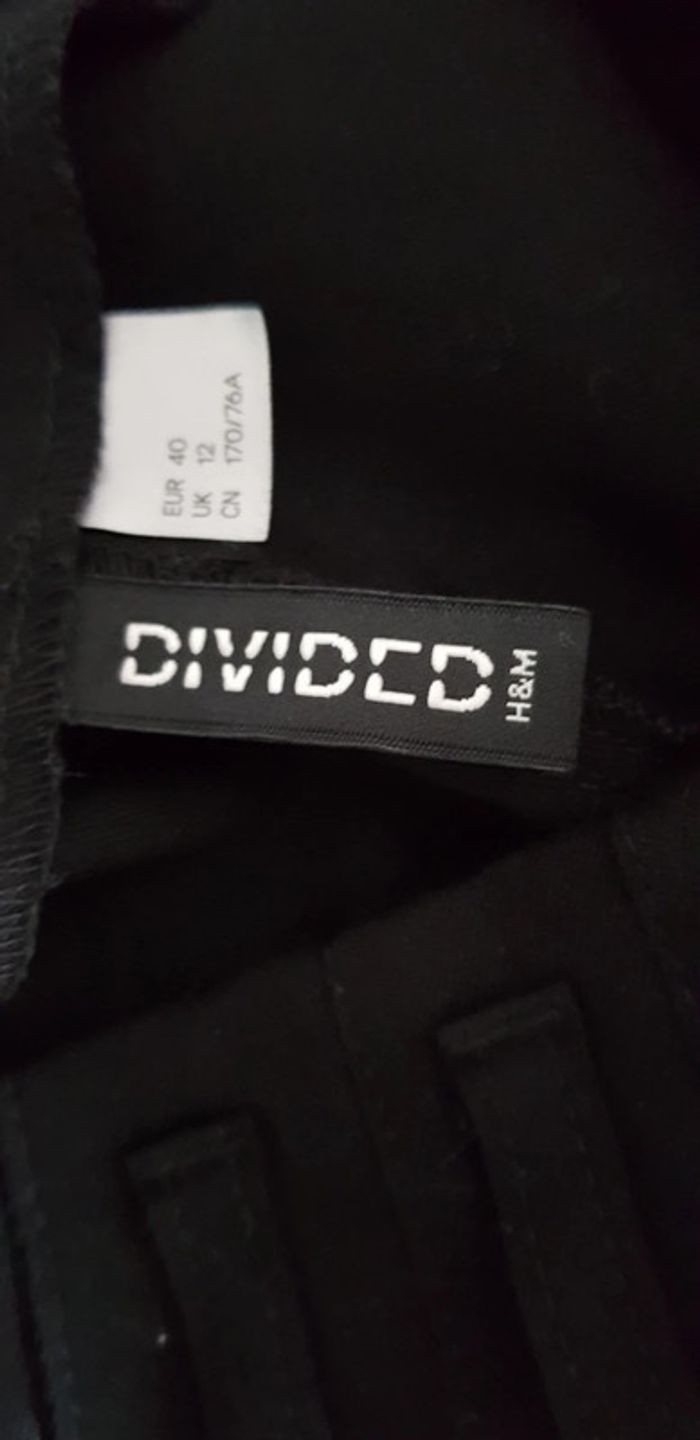 EUR 40
UK 12
CN 170/76A
DIVIDED
H&M